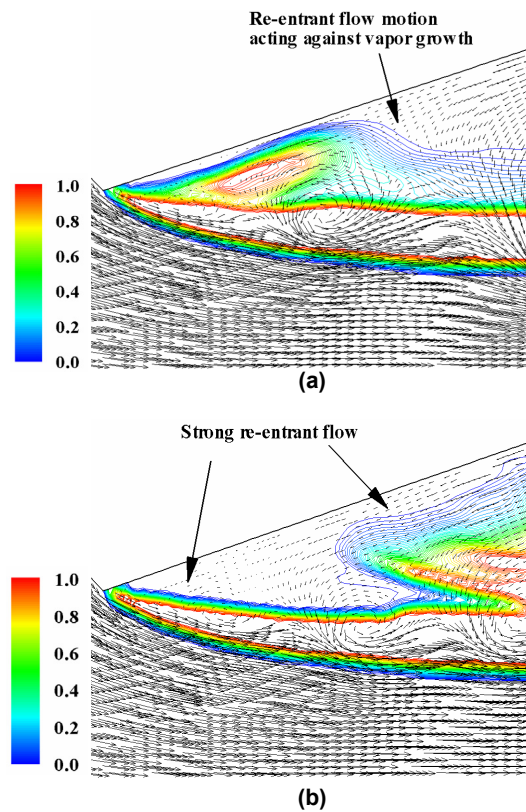 Re-entrant flow motion
acting against vapor growth
1.0
0.8
0.6
0.4
0.2
0.0
(a)
Strong re-entrant flow
1.0
0.8
0.6
0.4
0.2
0.0
(b)